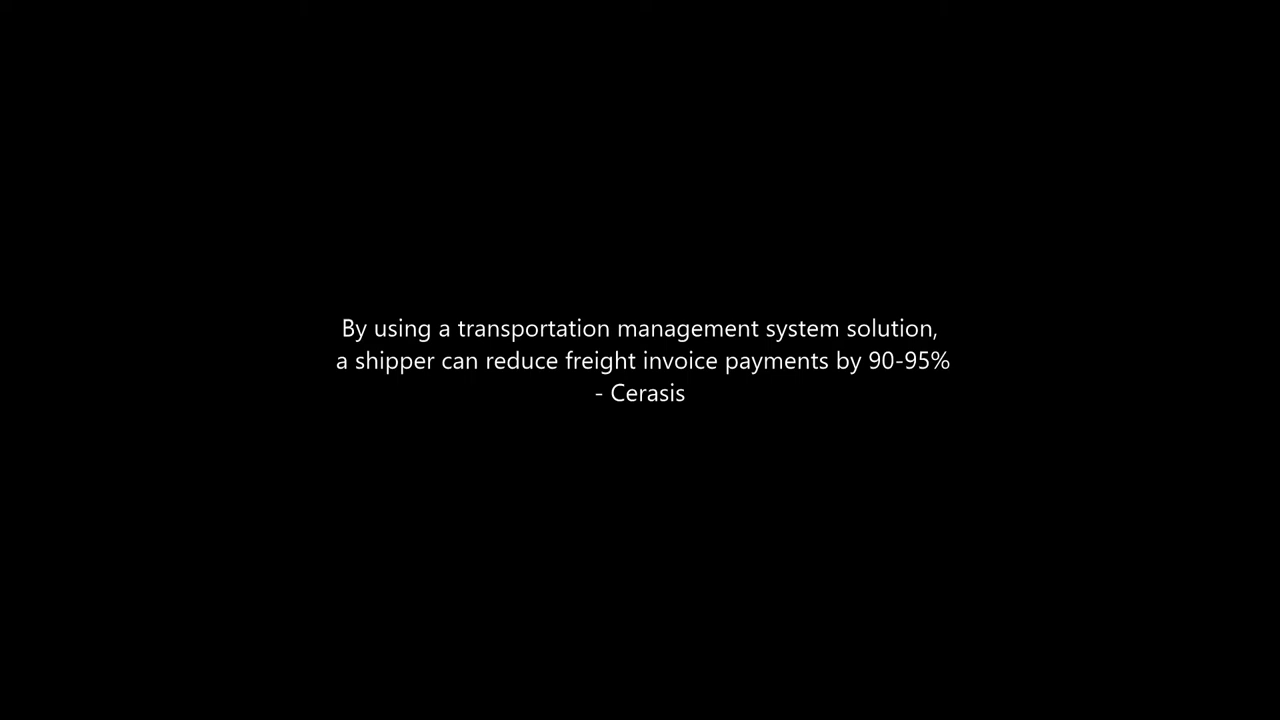 By using a transportation management system solution,
a shipper can reduce freight invoice payments by 90-95%
- Cerasis